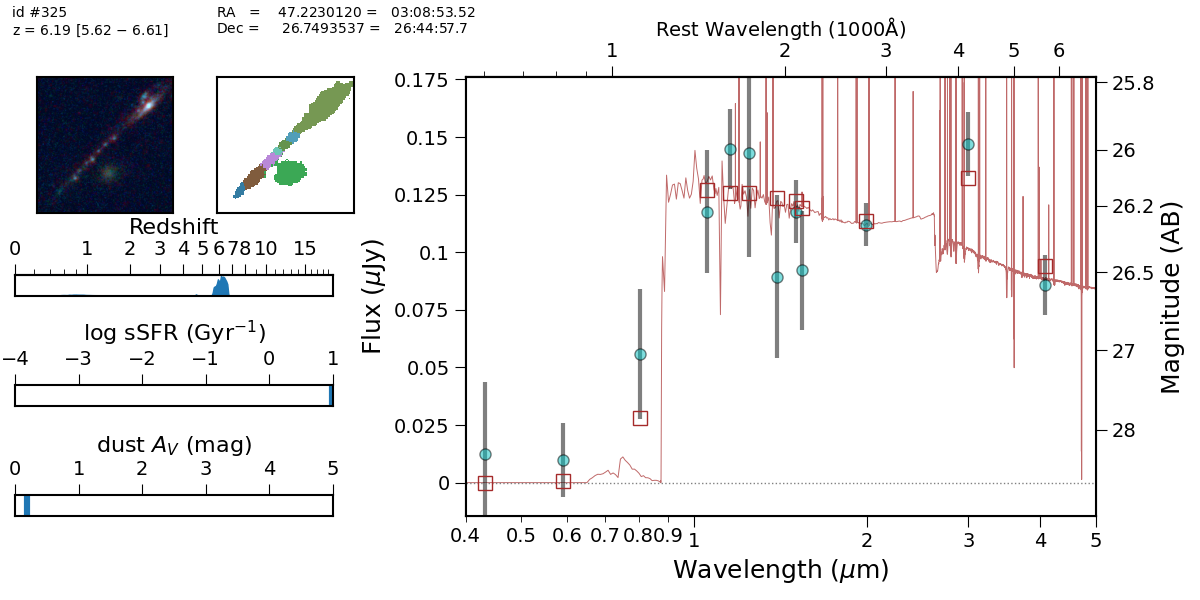 id #325
z = 6.19 [5.62 − 6.61]
RA = 47.2230120 = 03:08:53.52
Dec = 26.7493537 = 26:44:57.7
Redshift
0 1 2 3 4 5 6 7 8 10 15
log sSFR (Gyr⁻¹)
−4 −3 −2 −1 0 1
dust A_V (mag)
0 1 2 3 4 5
Rest Wavelength (1000Å)
1 2 3 4 5 6
Flux (μJy)
0.175
0.15
0.125
0.1
0.075
0.05
0.025
0
25.8
26
26.2
26.5
27
28
Magnitude (AB)
0.4 0.5 0.6 0.7 0.8 0.9 1 2 3 4 5
Wavelength (μm)